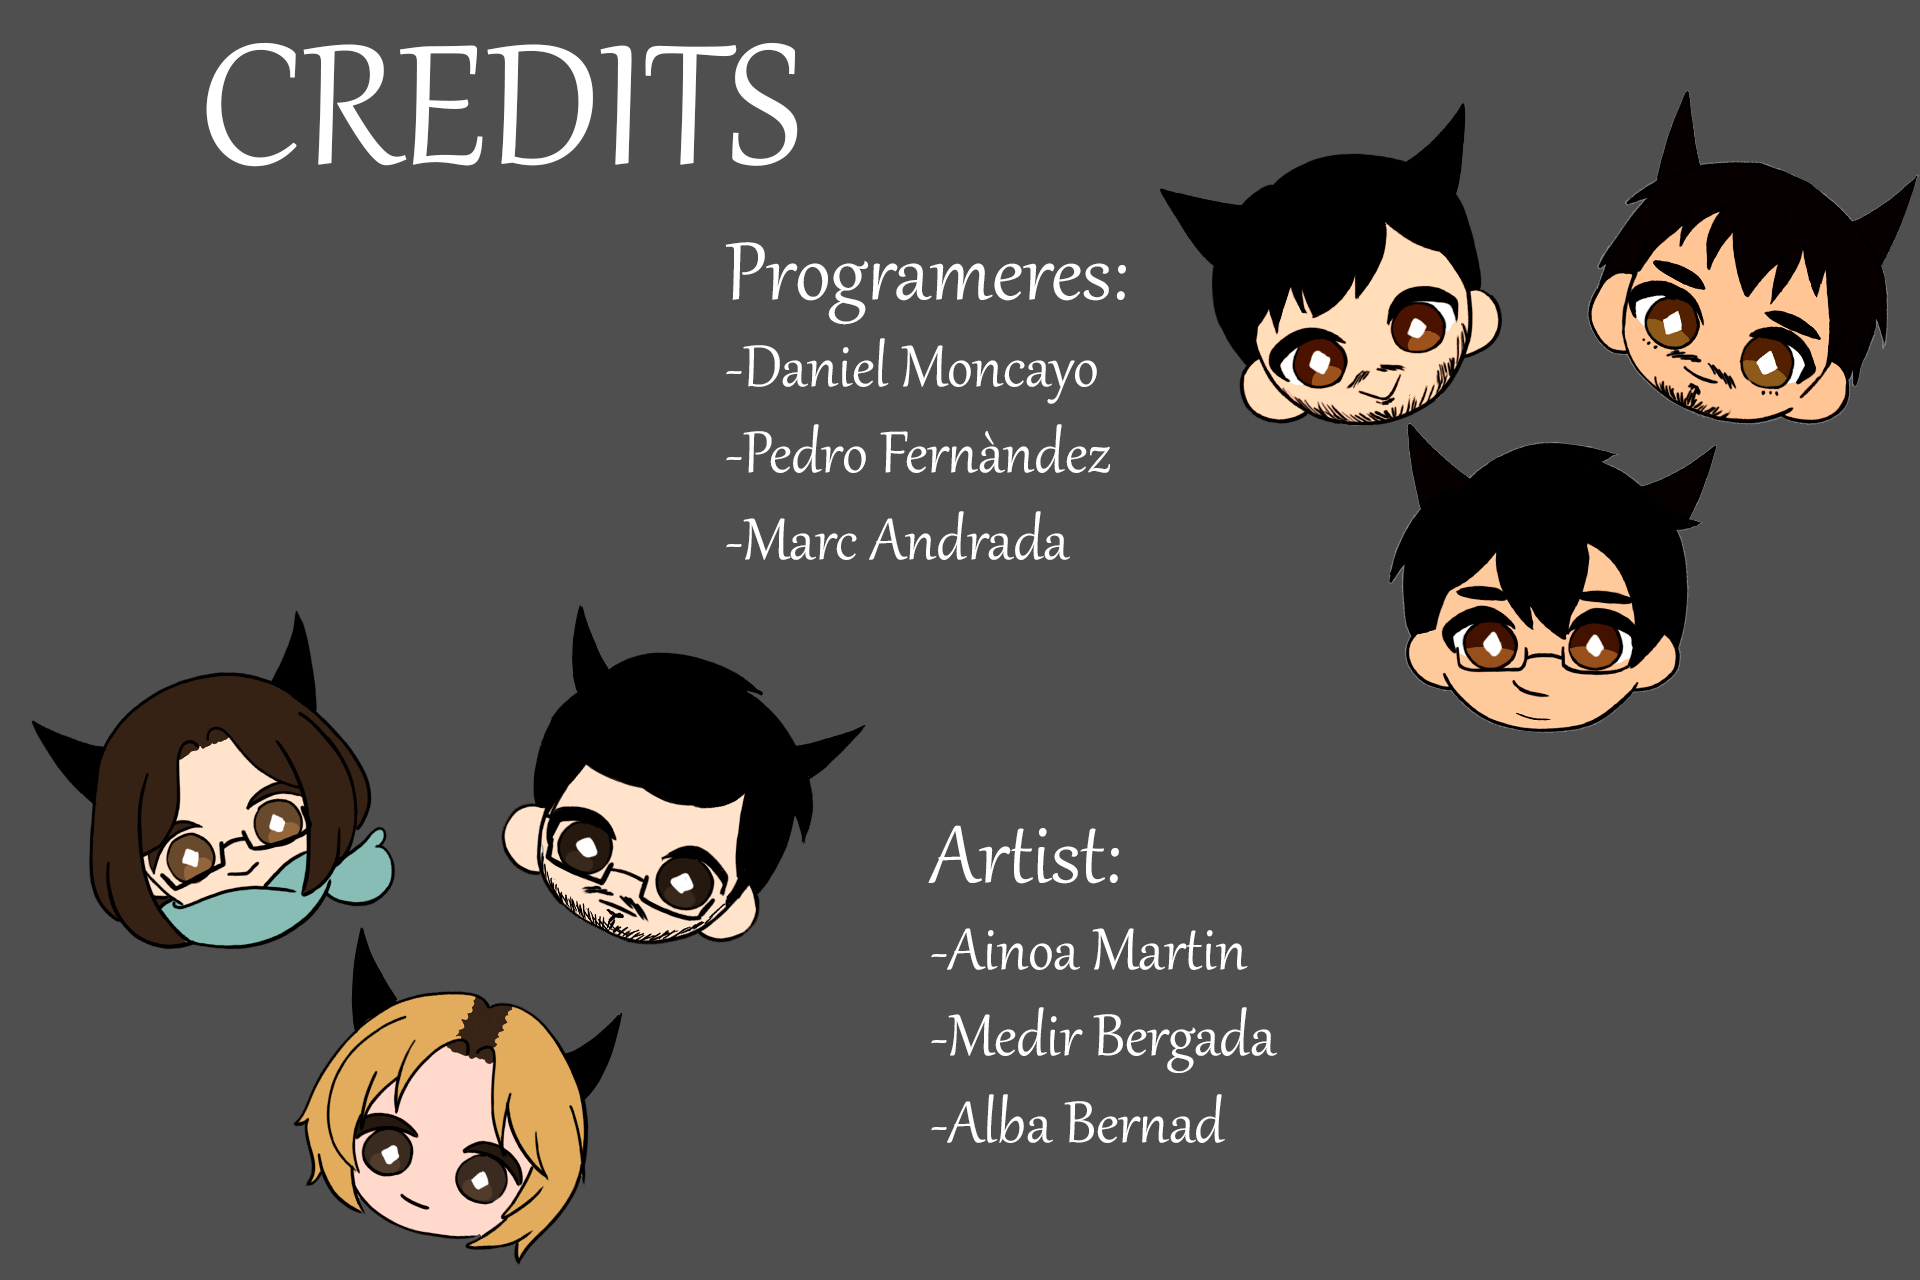 CREDITS
Programeres:
-Daniel Moncayo
-Pedro Fernàndez
-Marc Andrada
Artist:
-Ainoa Martin
-Medir Bergada
-Alba Bernad